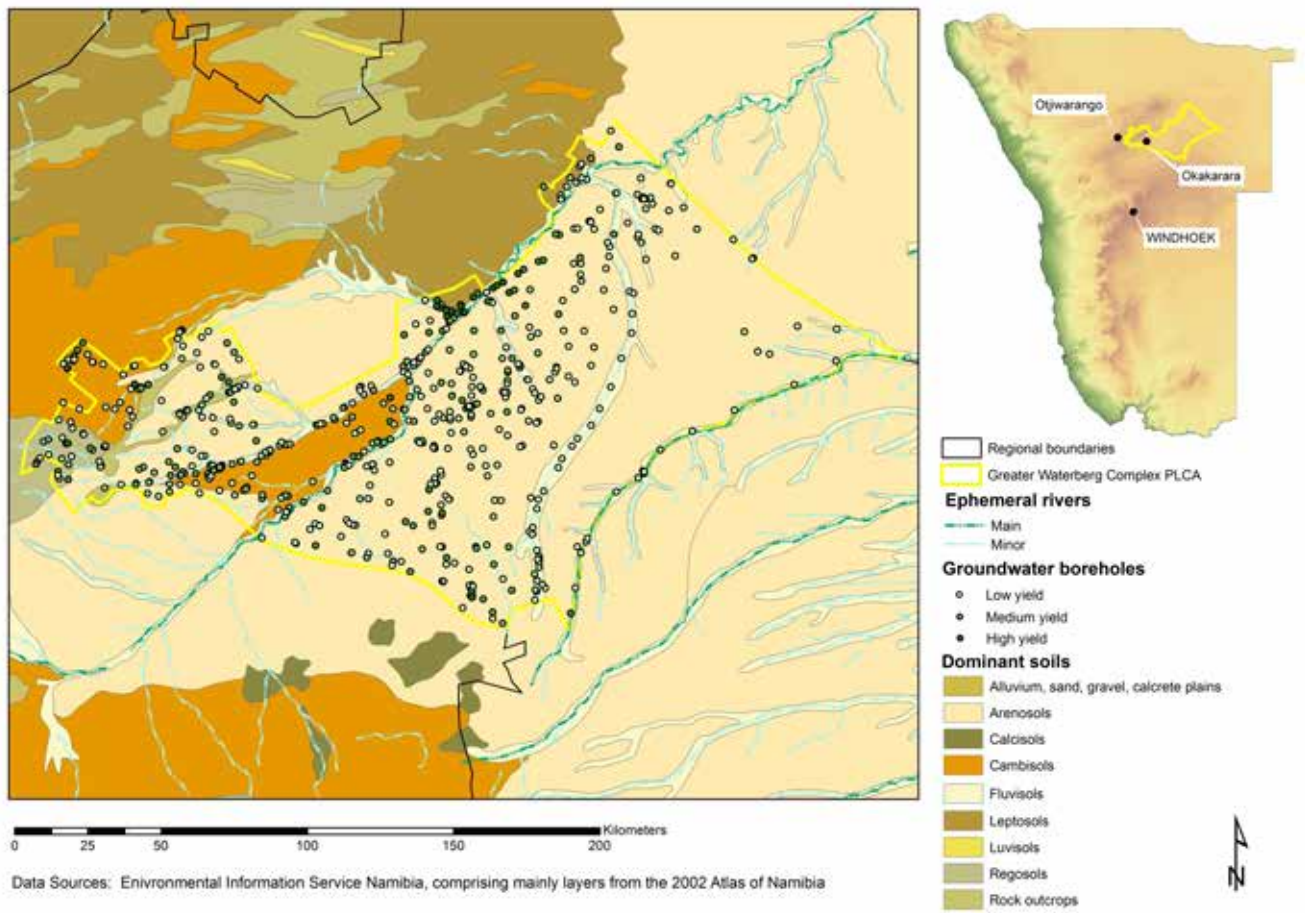 Otjiwarango
Okakarara
WINDHOEK
Regional boundaries
Greater Waterberg Complex PLCA
Ephemeral rivers
Main
Minor
Groundwater boreholes
Low yield
Medium yield
High yield
Dominant soils
Alluvium, sand, gravel, calcrete plains
Arenosols
Calcisols
Cambisols
Fluvisols
Leptosols
Luvisols
Regosols
Rock outcrops
N
Kilometers
0 25 50 100 150 200
Data Sources: Enivronmental Information Service Namibia, comprising mainly layers from the 2002 Atlas of Namibia